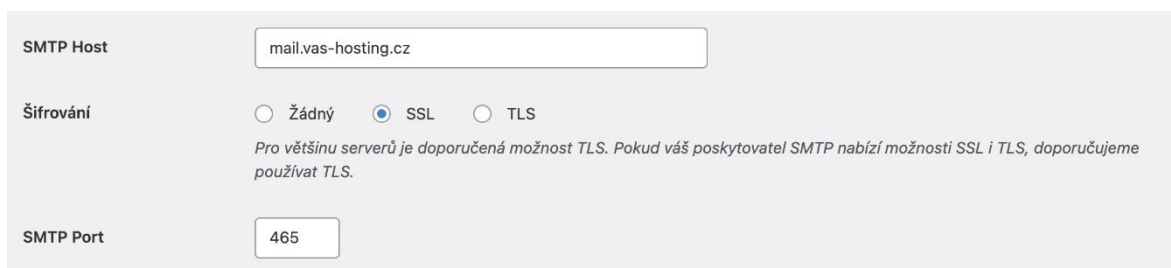 SMTP Host
mail.vas-hosting.cz
Šifrování
Žádný SSL TLS
Pro většinu serverů je doporučená možnost TLS. Pokud váš poskytovatel SMTP nabízí možnosti SSL i TLS, doporučujeme
používat TLS.
SMTP Port
465